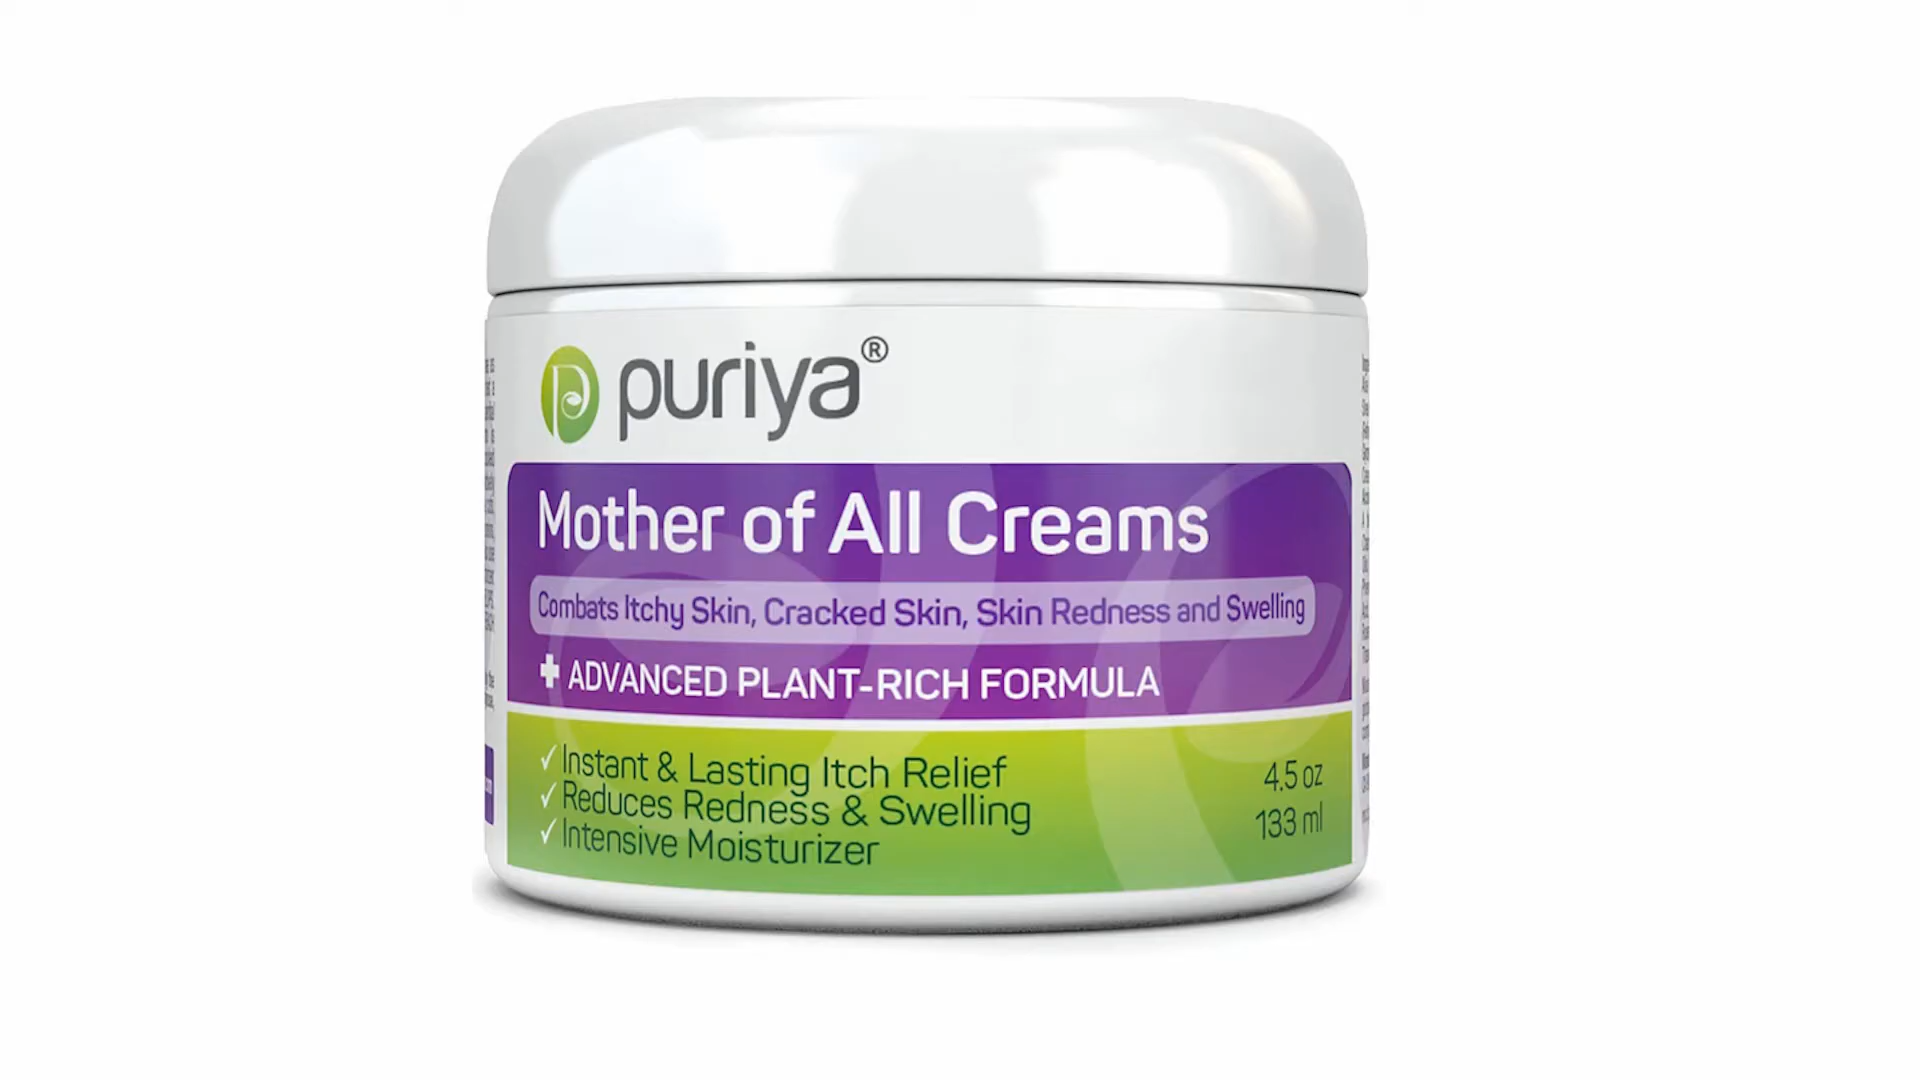 puriya®
Mother of All Creams
Combats Itchy Skin, Cracked Skin, Skin Redness and Swelling
+ ADVANCED PLANT-RICH FORMULA
✓ Instant & Lasting Itch Relief
✓ Reduces Redness & Swelling
✓ Intensive Moisturizer
4.5 oz
133 ml